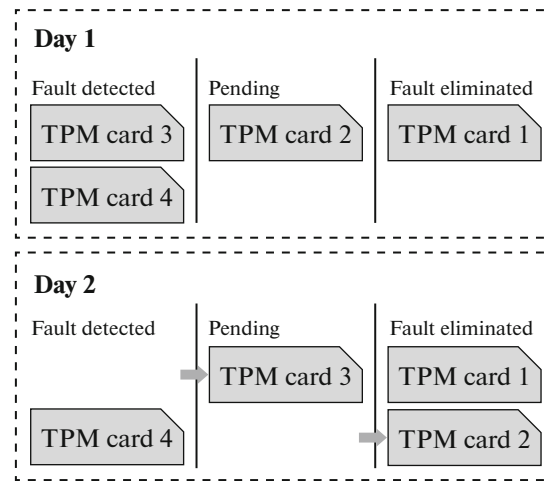 Day 1
Fault detected
Pending
Fault eliminated
TPM card 3
TPM card 2
TPM card 1
TPM card 4
Day 2
Fault detected
Pending
Fault eliminated
TPM card 3
TPM card 1
TPM card 4
TPM card 2